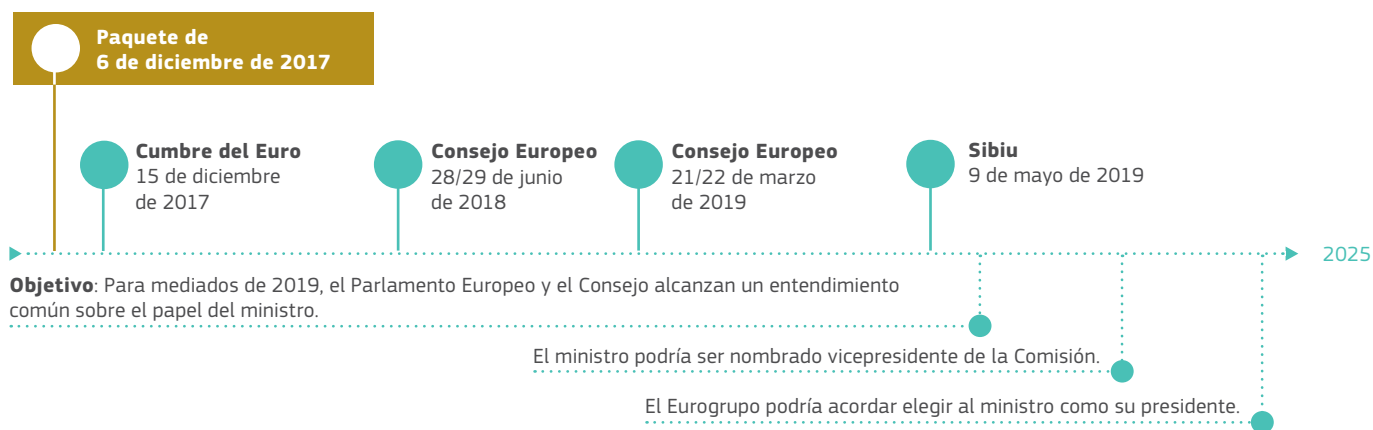 Paquete de
6 de diciembre de 2017
Cumbre del Euro
15 de diciembre
de 2017
Consejo Europeo
28/29 de junio
de 2018
Consejo Europeo
21/22 de marzo
de 2019
Sibiu
9 de mayo de 2019
2025
Objetivo: Para mediados de 2019, el Parlamento Europeo y el Consejo alcanzan un entendimiento
común sobre el papel del ministro.
El ministro podría ser nombrado vicepresidente de la Comisión.
El Eurogrupo podría acordar elegir al ministro como su presidente.